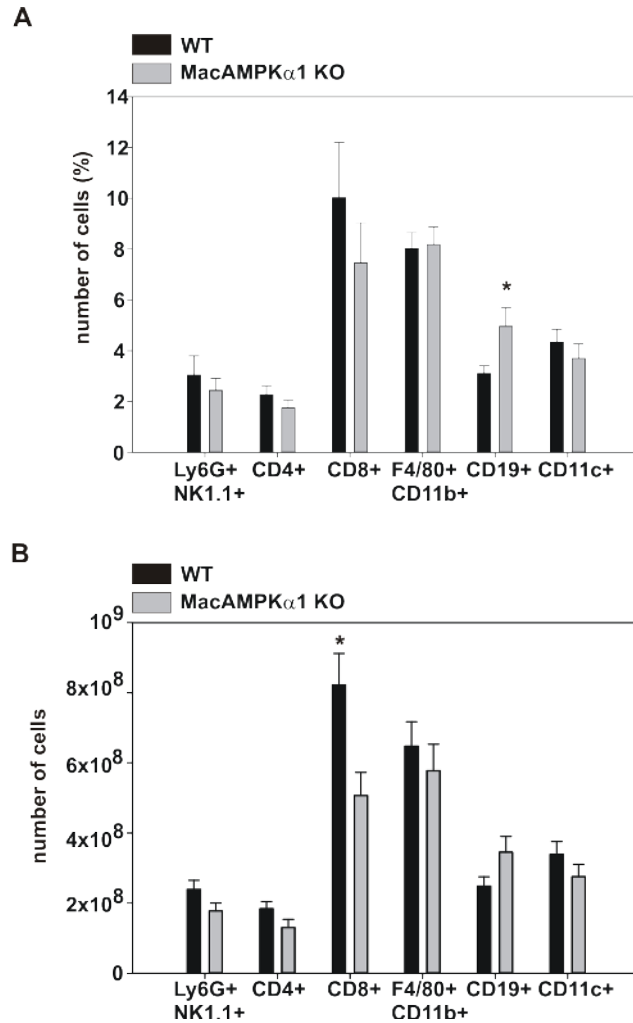 A
WT
MacAMPKα1 KO
14
12
10
8
6
4
2
0
number of cells (%)
*
Ly6G+ CD4+ CD8+ F4/80+ CD19+ CD11c+
NK1.1+ CD11b+
B
WT
MacAMPKα1 KO
10⁹
8x10⁸
6x10⁸
4x10⁸
2x10⁸
0
number of cells
*
Ly6G+ CD4+ CD8+ F4/80+ CD19+ CD11c+
NK1.1+ CD11b+